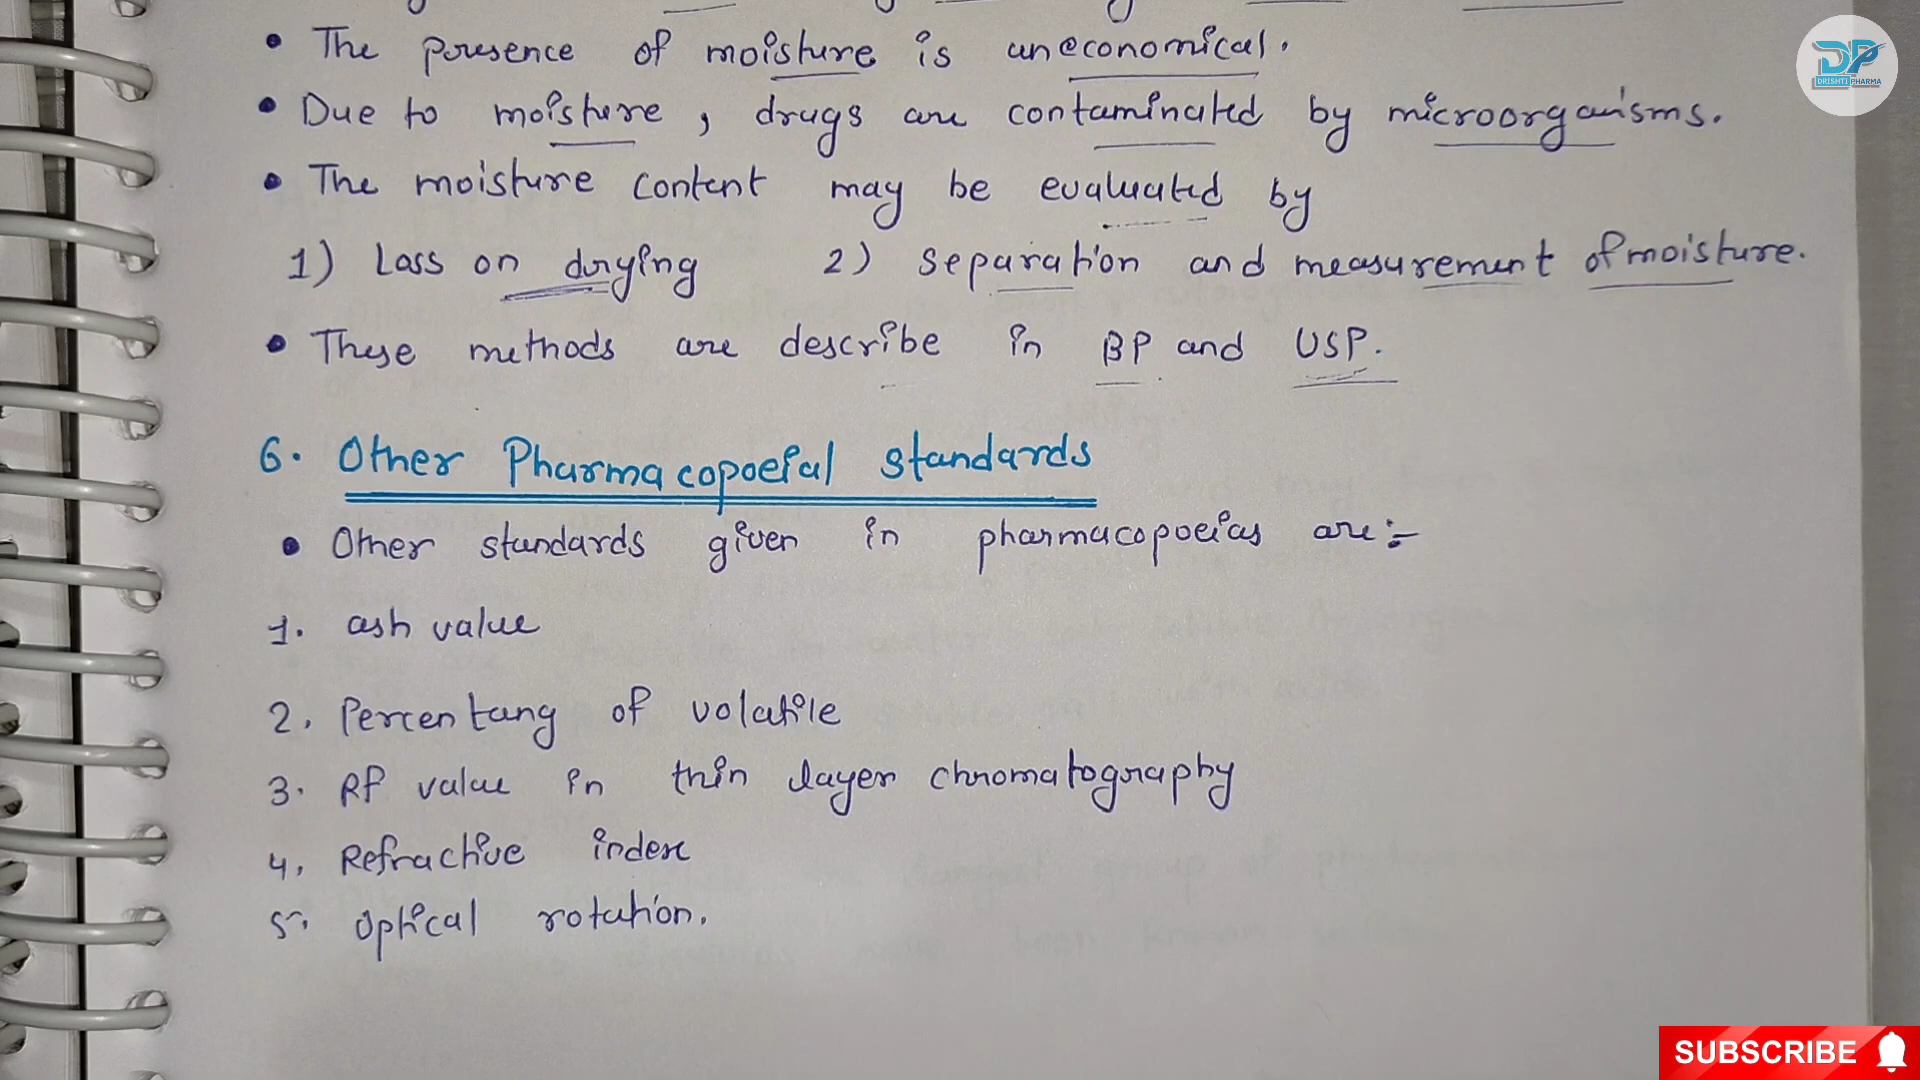 • The presence of moisture is uneconomical.
• Due to moisture, drugs are contaminated by microorganisms.
• The moisture content may be evaluated by
1) Loss on drying 2) separation and measurement of moisture.
• These methods are describe in BP and USP.
6. Other Pharmacopoeial standards
• Other standards given in pharmacopoeias are:-
1. ash value
2. Percentang of volatile
3. Rf value in thin layer chromatography
4. Refractive index
5. Optical rotation.
DP
DRISHTI PHARMA
SUBSCRIBE